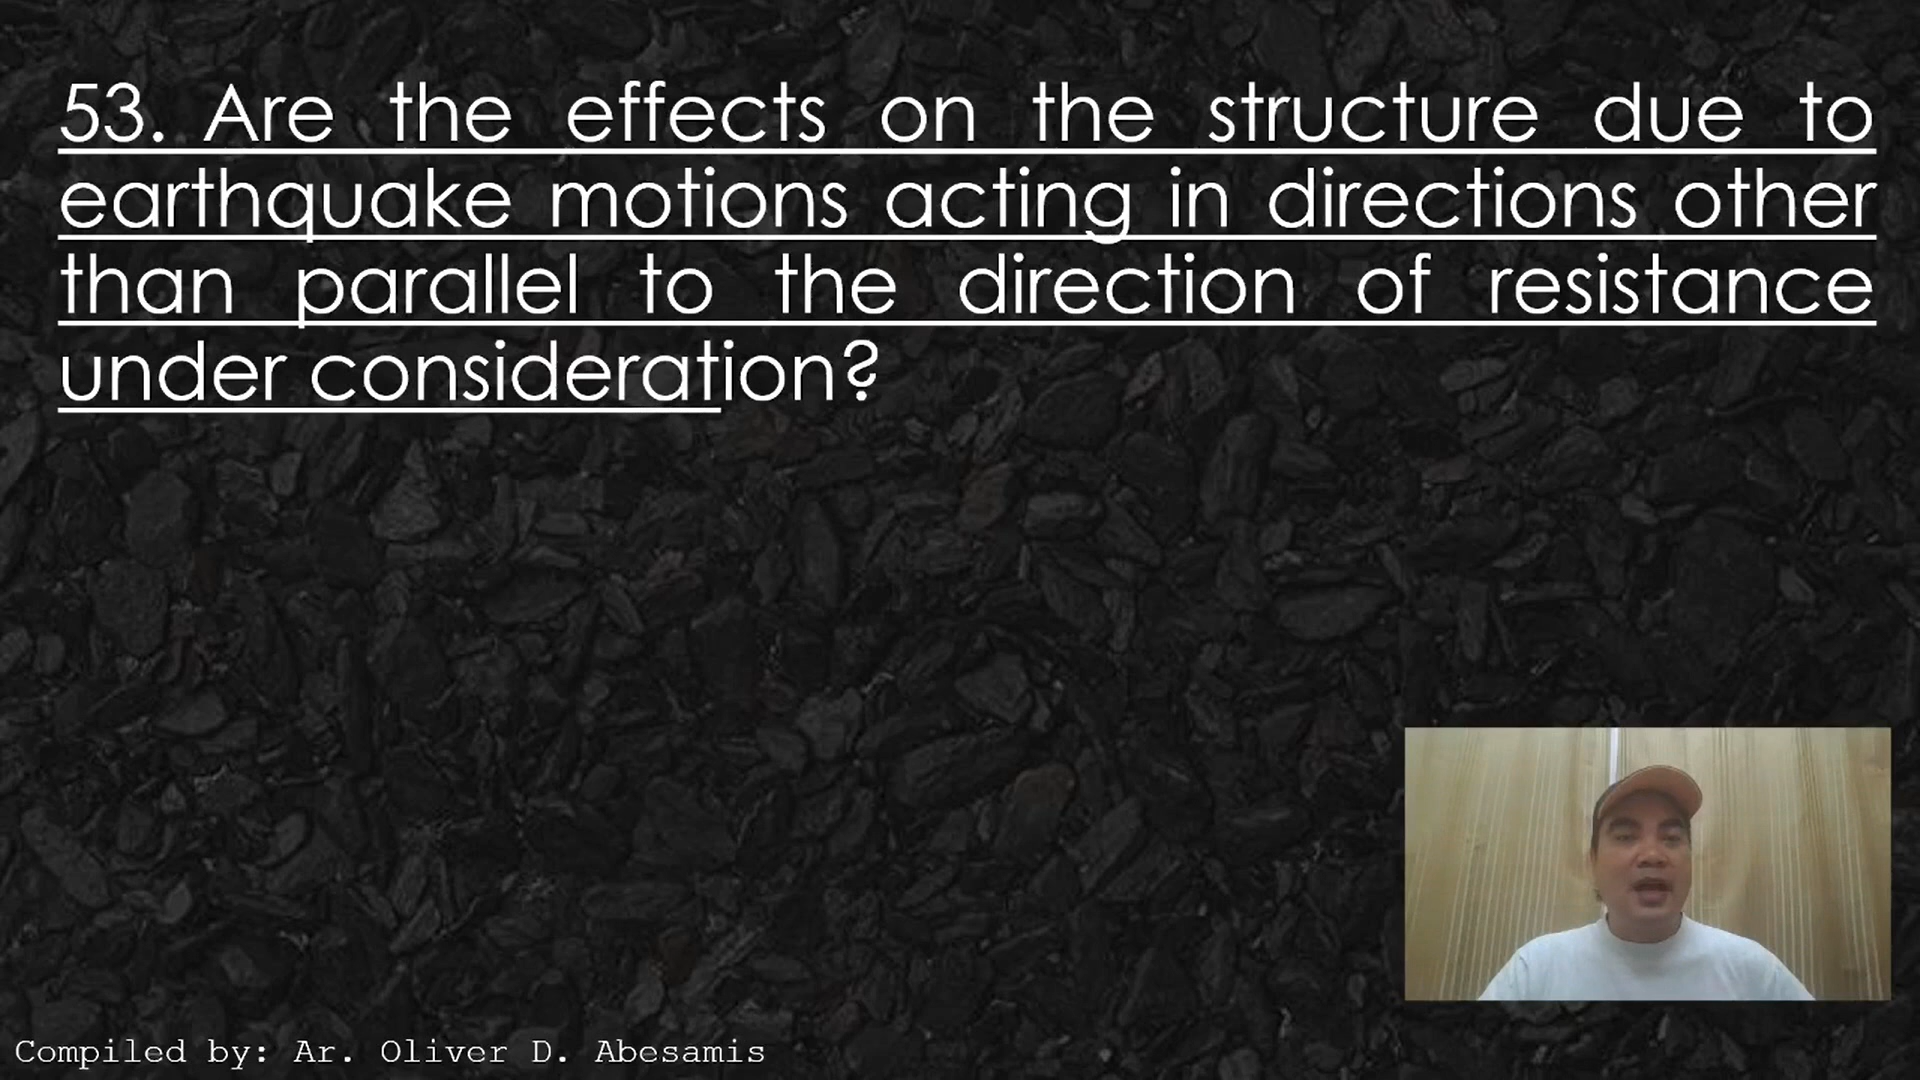 53. Are the effects on the structure due to
earthquake motions acting in directions other
than parallel to the direction of resistance
under consideration?
Compiled by: Ar. Oliver D. Abesamis